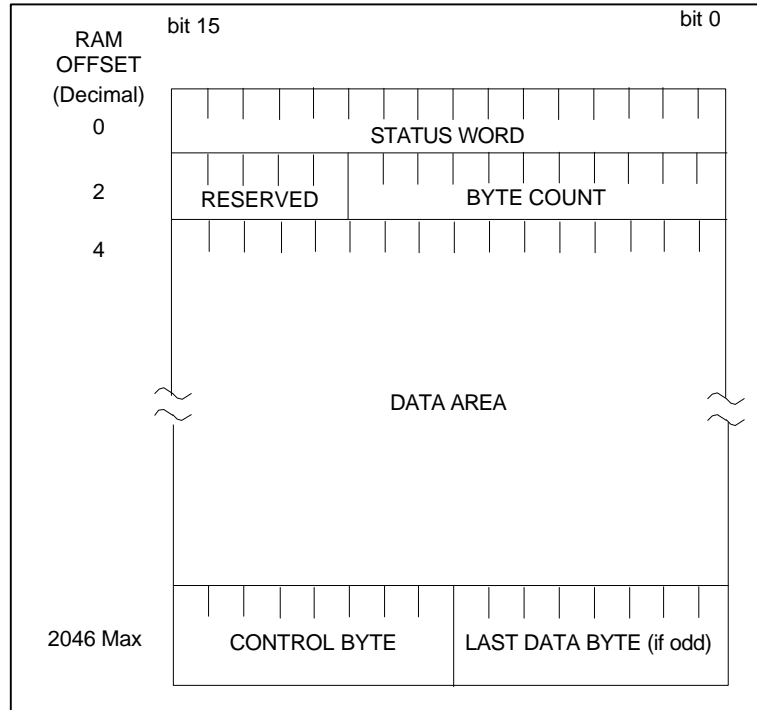 bit 15
bit 0
RAM
OFFSET
(Decimal)
0
STATUS WORD
2
RESERVED
BYTE COUNT
4
DATA AREA
2046 Max
CONTROL BYTE
LAST DATA BYTE (if odd)